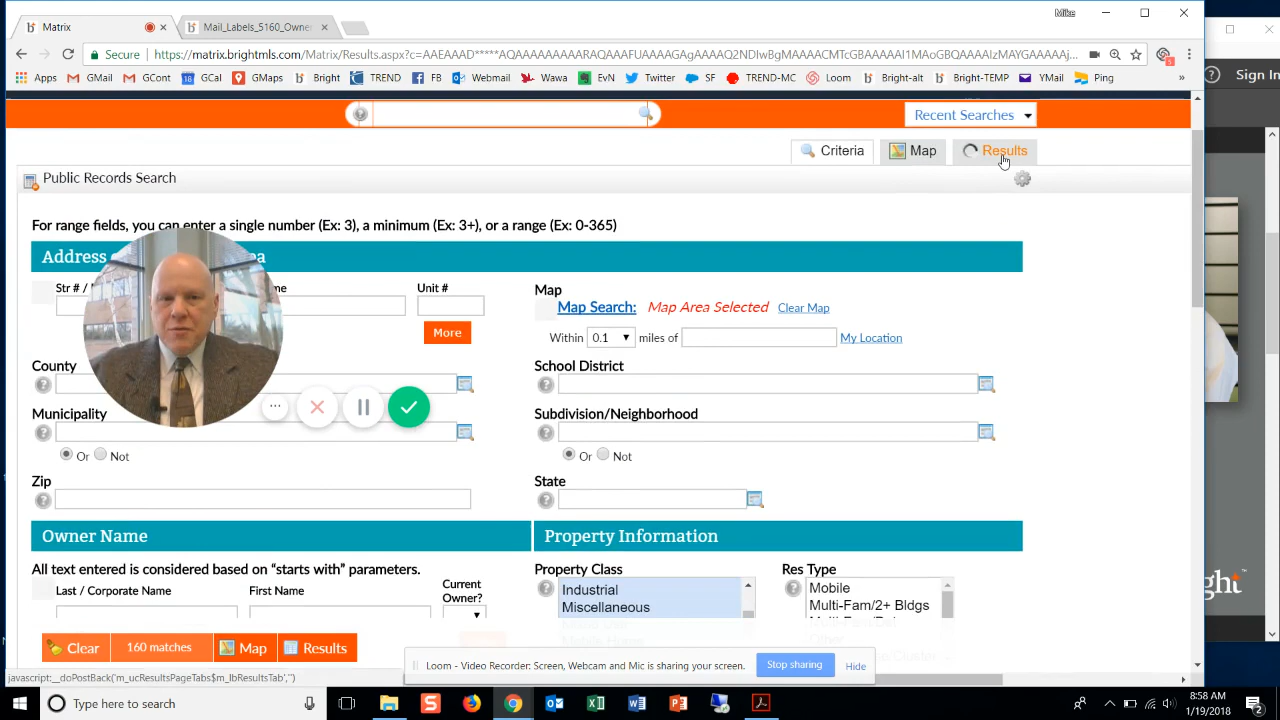 Matrix
Mail_Labels_5160_Owne
Mike
Secure | https://matrix.brightmls.com/Matrix/Results.aspx?c=AAEAAAD*****AQAAAAAAAAARAQAAAFUAAAAGAgAAAAQ2NDIwBgMAAAACMTcGBAAAAAI1MAoGBQAAAAIzMAYGAAAAAj...
Apps GMail GCont GCal GMaps Bright TREND FB Webmail Wawa EvN Twitter SF TREND-MC Loom Bright-alt Bright-TEMP YMail Ping »
Sign In
Recent Searches
Criteria Map Results
Public Records Search
For range fields, you can enter a single number (Ex: 3), a minimum (Ex: 3+), or a range (Ex: 0-365)
Address
Str # / Unit #
More
County
Municipality
Or Not
Zip
Map
Map Search: Map Area Selected Clear Map
Within 0.1 miles of My Location
School District
Subdivision/Neighborhood
Or Not
State
Owner Name
All text entered is considered based on “starts with” parameters.
Last / Corporate Name First Name Current Owner?
Property Information
Property Class
Industrial
Miscellaneous
Res Type
Mobile
Multi-Fam/2+ Bldgs
Other
Clear 160 matches Map Results
Loom - Video Recorder: Screen, Webcam and Mic is sharing your screen. Stop sharing Hide
javascript:__doPostBack('m_ucResultsPageTabs$m_lbResultsTab','')
Type here to search
8:58 AM
1/19/2018
2